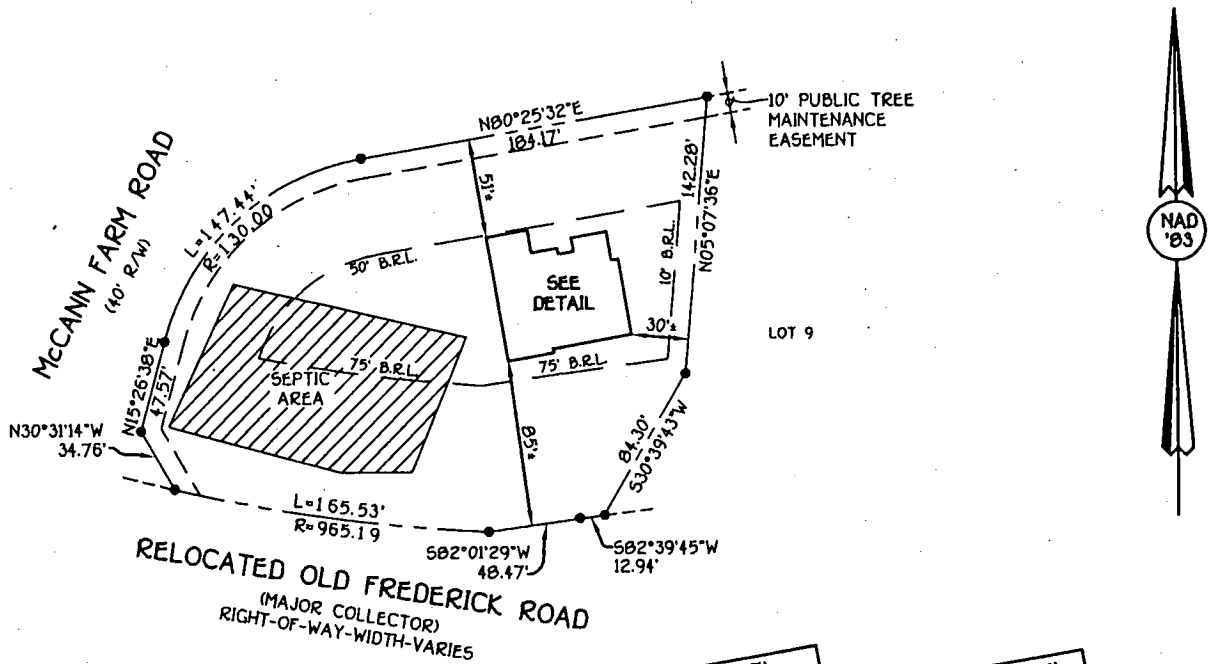 N80°25'32"E
184.17'
10' PUBLIC TREE
MAINTENANCE
EASEMENT
McCANN FARM ROAD
(40' R/W)
L=147.44'
R=130.00
51'±
142.28'
N05°07'36"E
NAD
'83
50' B.R.L.
10' B.R.L.
SEE
DETAIL
30'±
LOT 9
75' B.R.L.
75' B.R.L.
SEPTIC
AREA
N15°26'38"E
47.57'
N30°31'14"W
34.76'
85'±
84.30'
S30°39'43"W
L=165.53'
R=965.19
S82°01'29"W
48.47'
S82°39'45"W
12.94'
RELOCATED OLD FREDERICK ROAD
(MAJOR COLLECTOR)
RIGHT-OF-WAY-WIDTH-VARIES